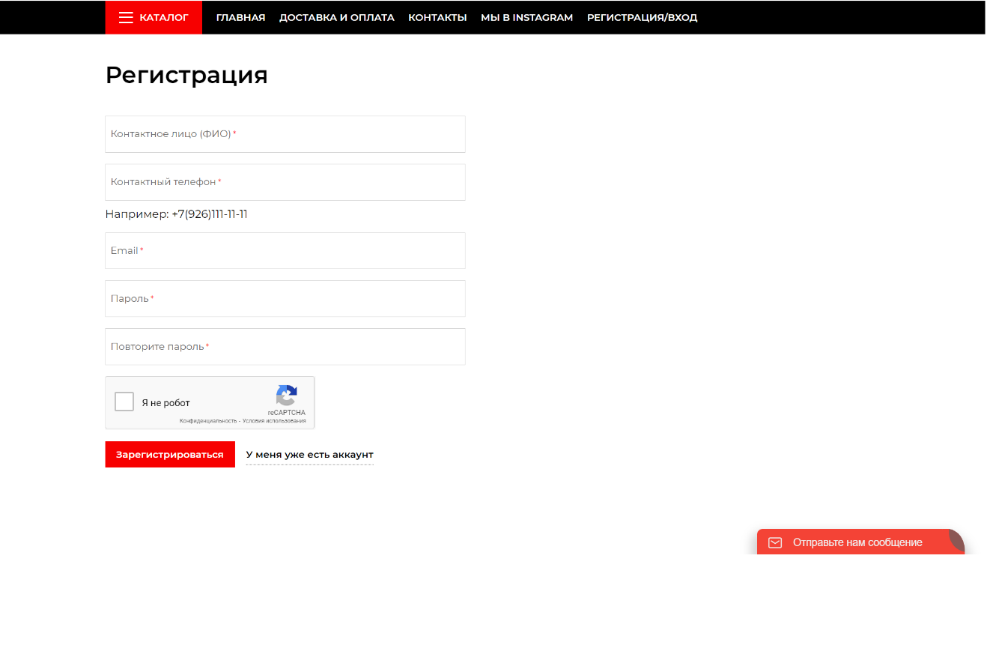 КАТАЛОГ ГЛАВНАЯ ДОСТАВКА И ОПЛАТА КОНТАКТЫ МЫ В INSTAGRAM РЕГИСТРАЦИЯ/ВХОД
Регистрация
Контактное лицо (ФИО) *
Контактный телефон *
Например: +7(926)111-11-11
Email *
Пароль *
Повторите пароль *
Я не робот
reCAPTCHA
Конфиденциальность - Условия использования
Зарегистрироваться У меня уже есть аккаунт
Отправьте нам сообщение